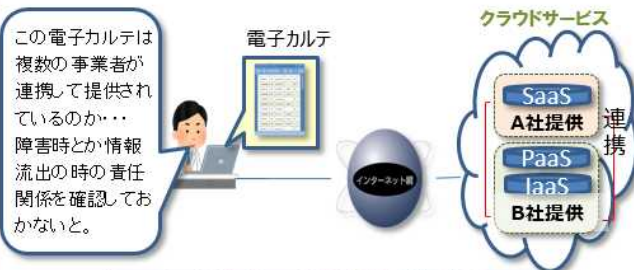 この電子カルテは
複数の事業者が
連携して提供され
ているのか・・・
障害時とか情報
流出の時の責任
関係を確認してお
かないと。
電子カルテ
インターネット網
クラウドサービス
SaaS
A社提供
PaaS
IaaS
B社提供
連携